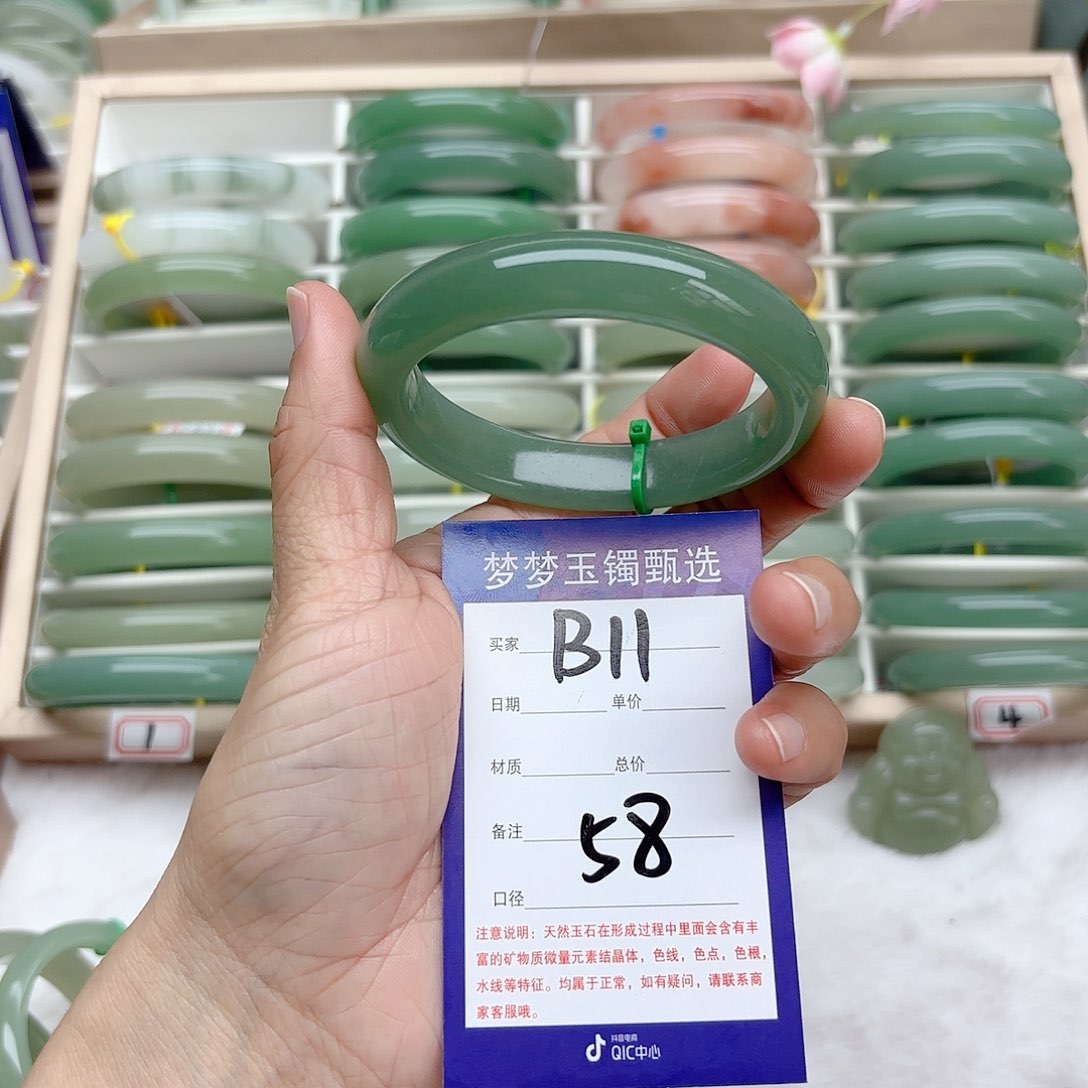 梦梦玉镯甄选
买家 B11
日期 单价
材质 总价
备注 58
口径
注意说明：天然玉石在形成过程中里面会含有丰
富的矿物质微量元素结晶体，色线，色点，色根，
水线等特征。均属于正常，如有疑问，请联系商
家客服哦。
抖音电商
QIC中心
1
4